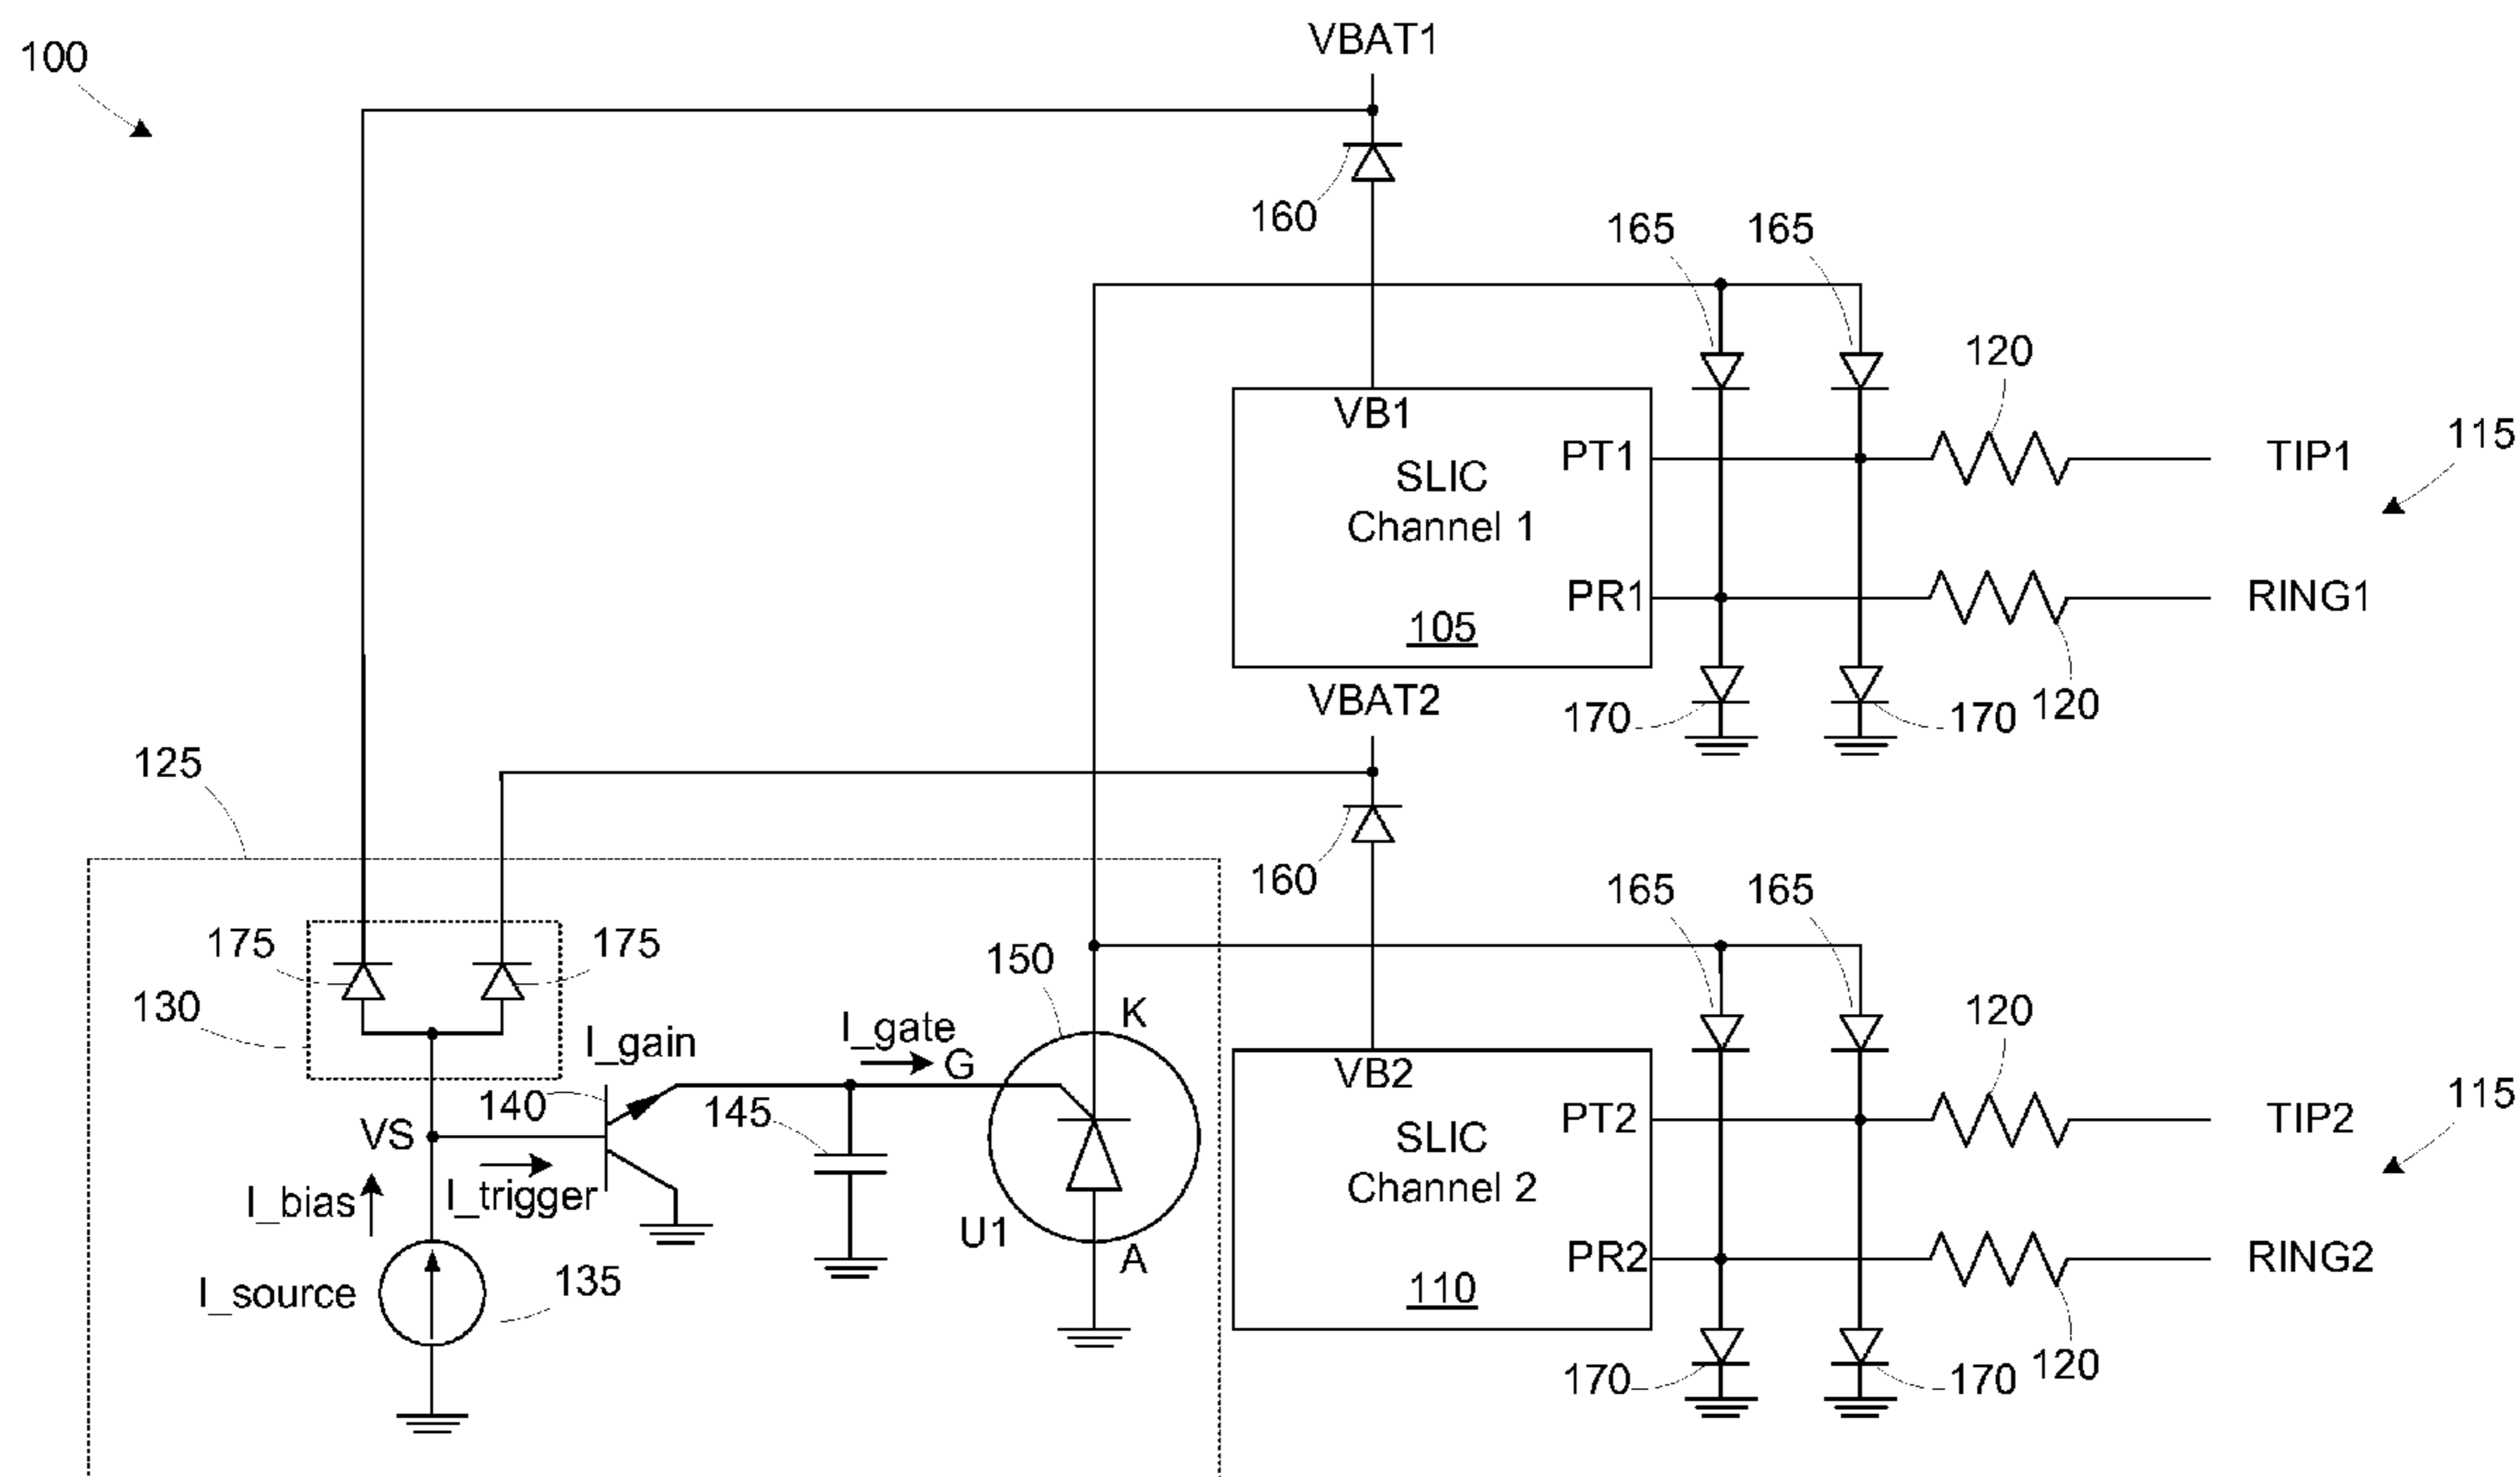 100
VBAT1
160
165 165
120
VB1
PT1
TIP1
115
SLIC
Channel 1
PR1
RING1
105
VBAT2
170 170 120
125
160
165 165
175 175
150
K
130
I_gain
I_gate
G
120
VB2
140
145
PT2
TIP2
115
VS
SLIC
Channel 2
I_bias
I_trigger
U1
A
PR2
RING2
I_source
135
110
170 170 120